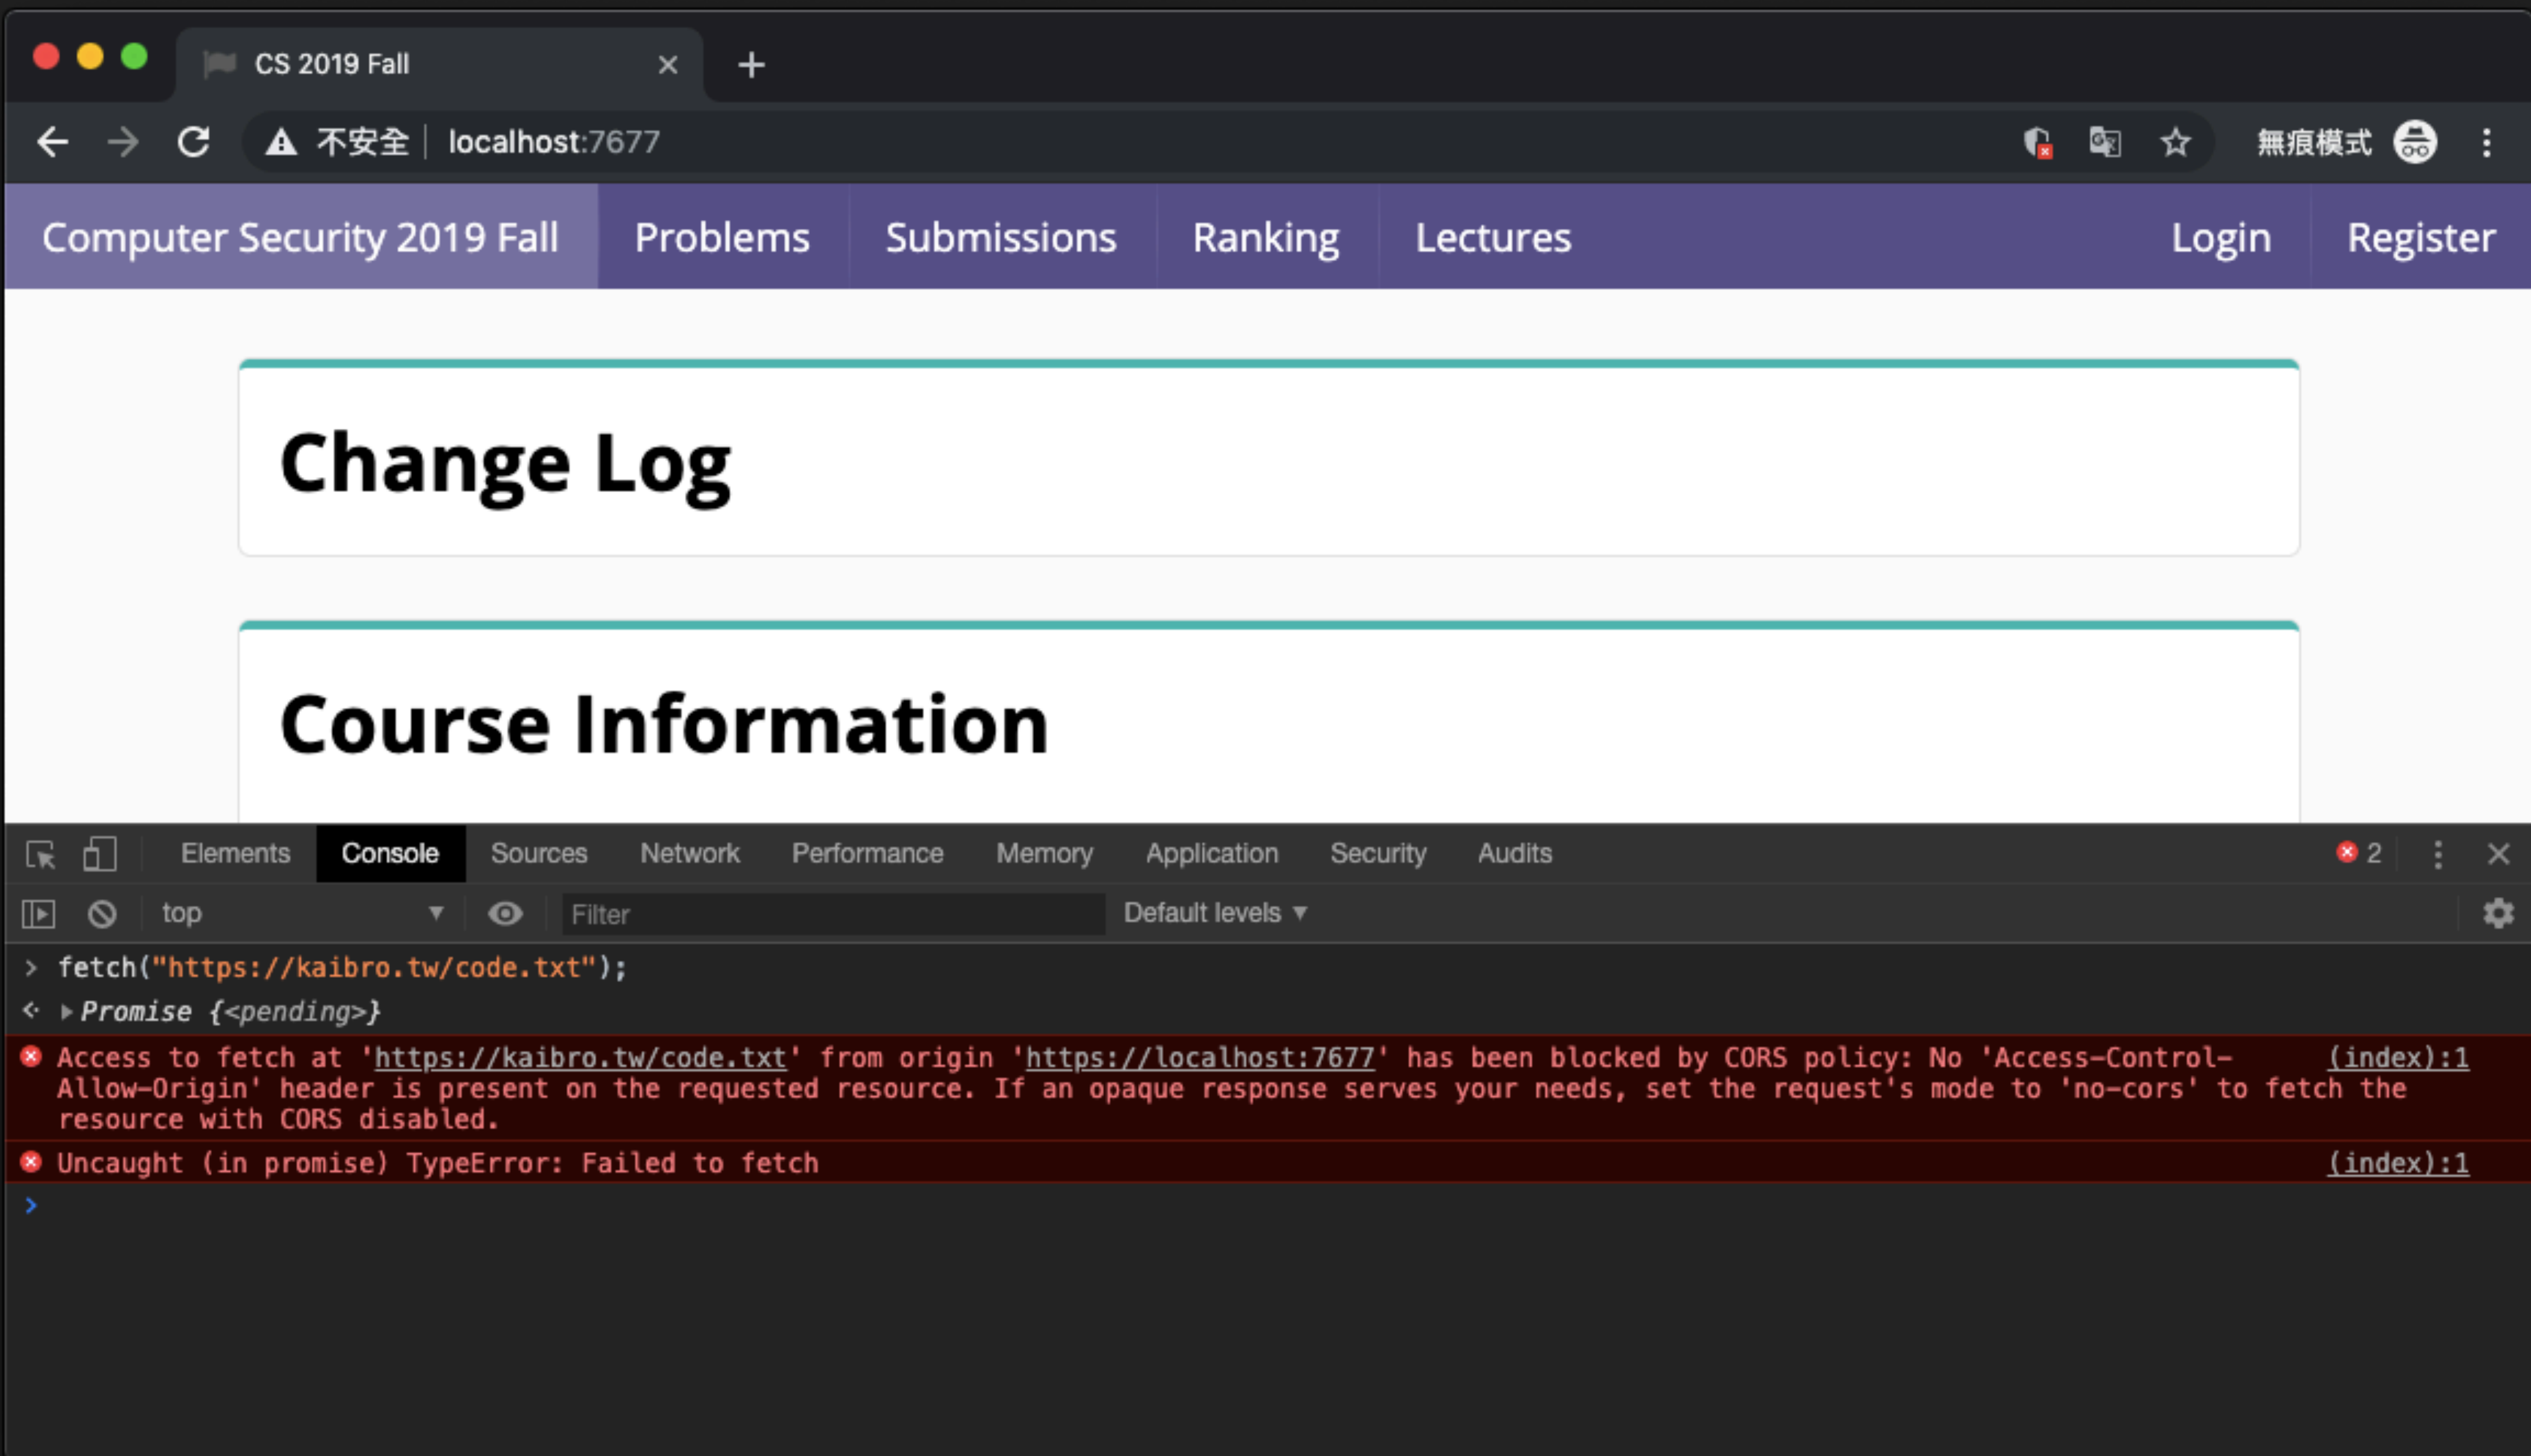 CS 2019 Fall
不安全 localhost:7677 無痕模式
Computer Security 2019 Fall Problems Submissions Ranking Lectures Login Register
Change Log
Course Information
Elements Console Sources Network Performance Memory Application Security Audits 2
top Filter Default levels
fetch("https://kaibro.tw/code.txt");
Promise {<pending>}
Access to fetch at 'https://kaibro.tw/code.txt' from origin 'https://localhost:7677' has been blocked by CORS policy: No 'Access-Control- (index):1
Allow-Origin' header is present on the requested resource. If an opaque response serves your needs, set the request's mode to 'no-cors' to fetch the
resource with CORS disabled.
Uncaught (in promise) TypeError: Failed to fetch (index):1